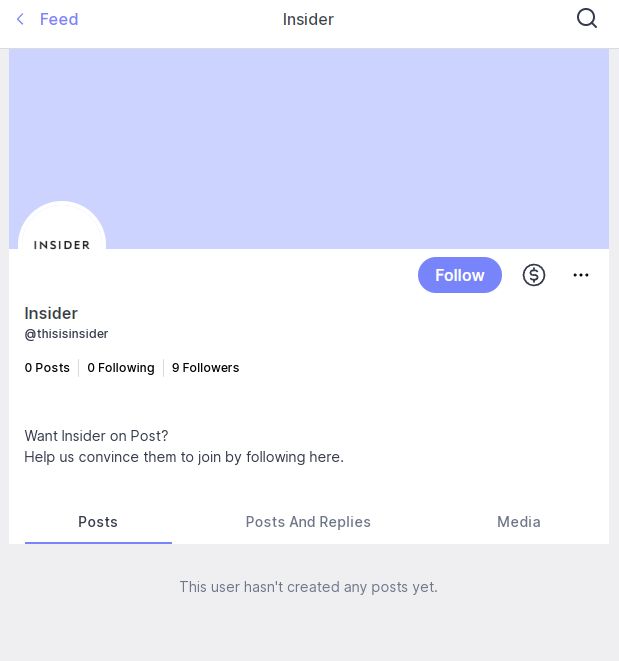 Feed
Insider
INSIDER
Follow
Insider
@thisisinsider
0 Posts 0 Following 9 Followers
Want Insider on Post?
Help us convince them to join by following here.
Posts Posts And Replies Media
This user hasn't created any posts yet.